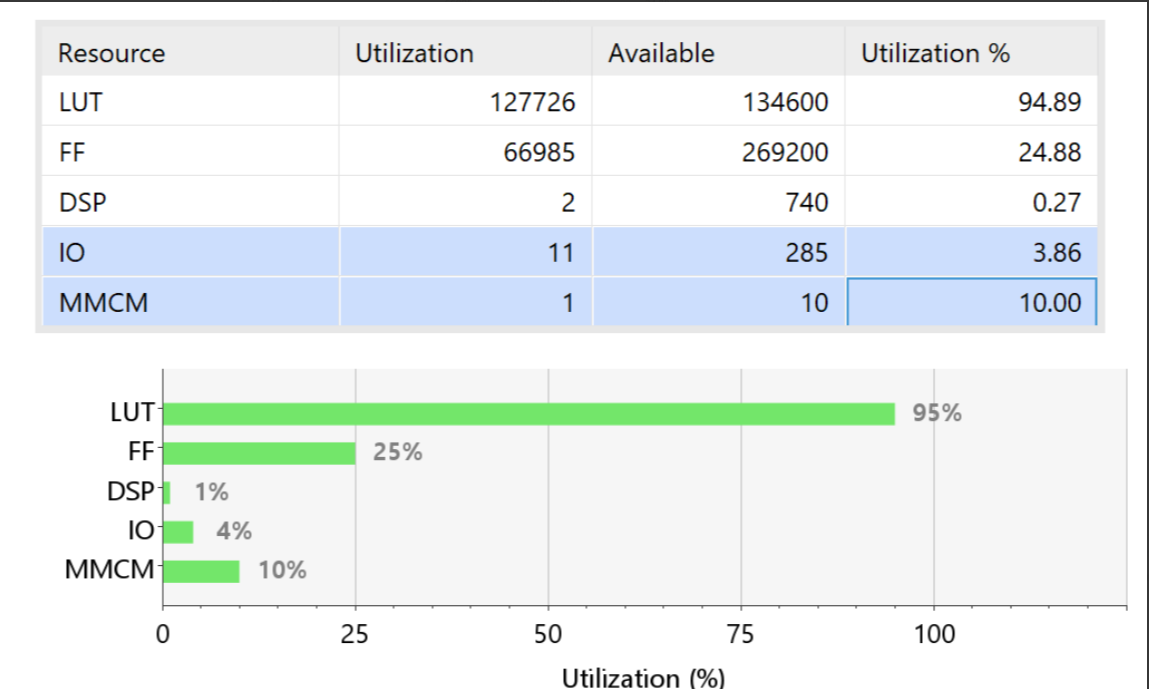 Resource Utilization Available Utilization %
LUT 127726 134600 94.89
FF 66985 269200 24.88
DSP 2 740 0.27
IO 11 285 3.86
MMCM 1 10 10.00
LUT 95%
FF 25%
DSP 1%
IO 4%
MMCM 10%
0 25 50 75 100
Utilization (%)